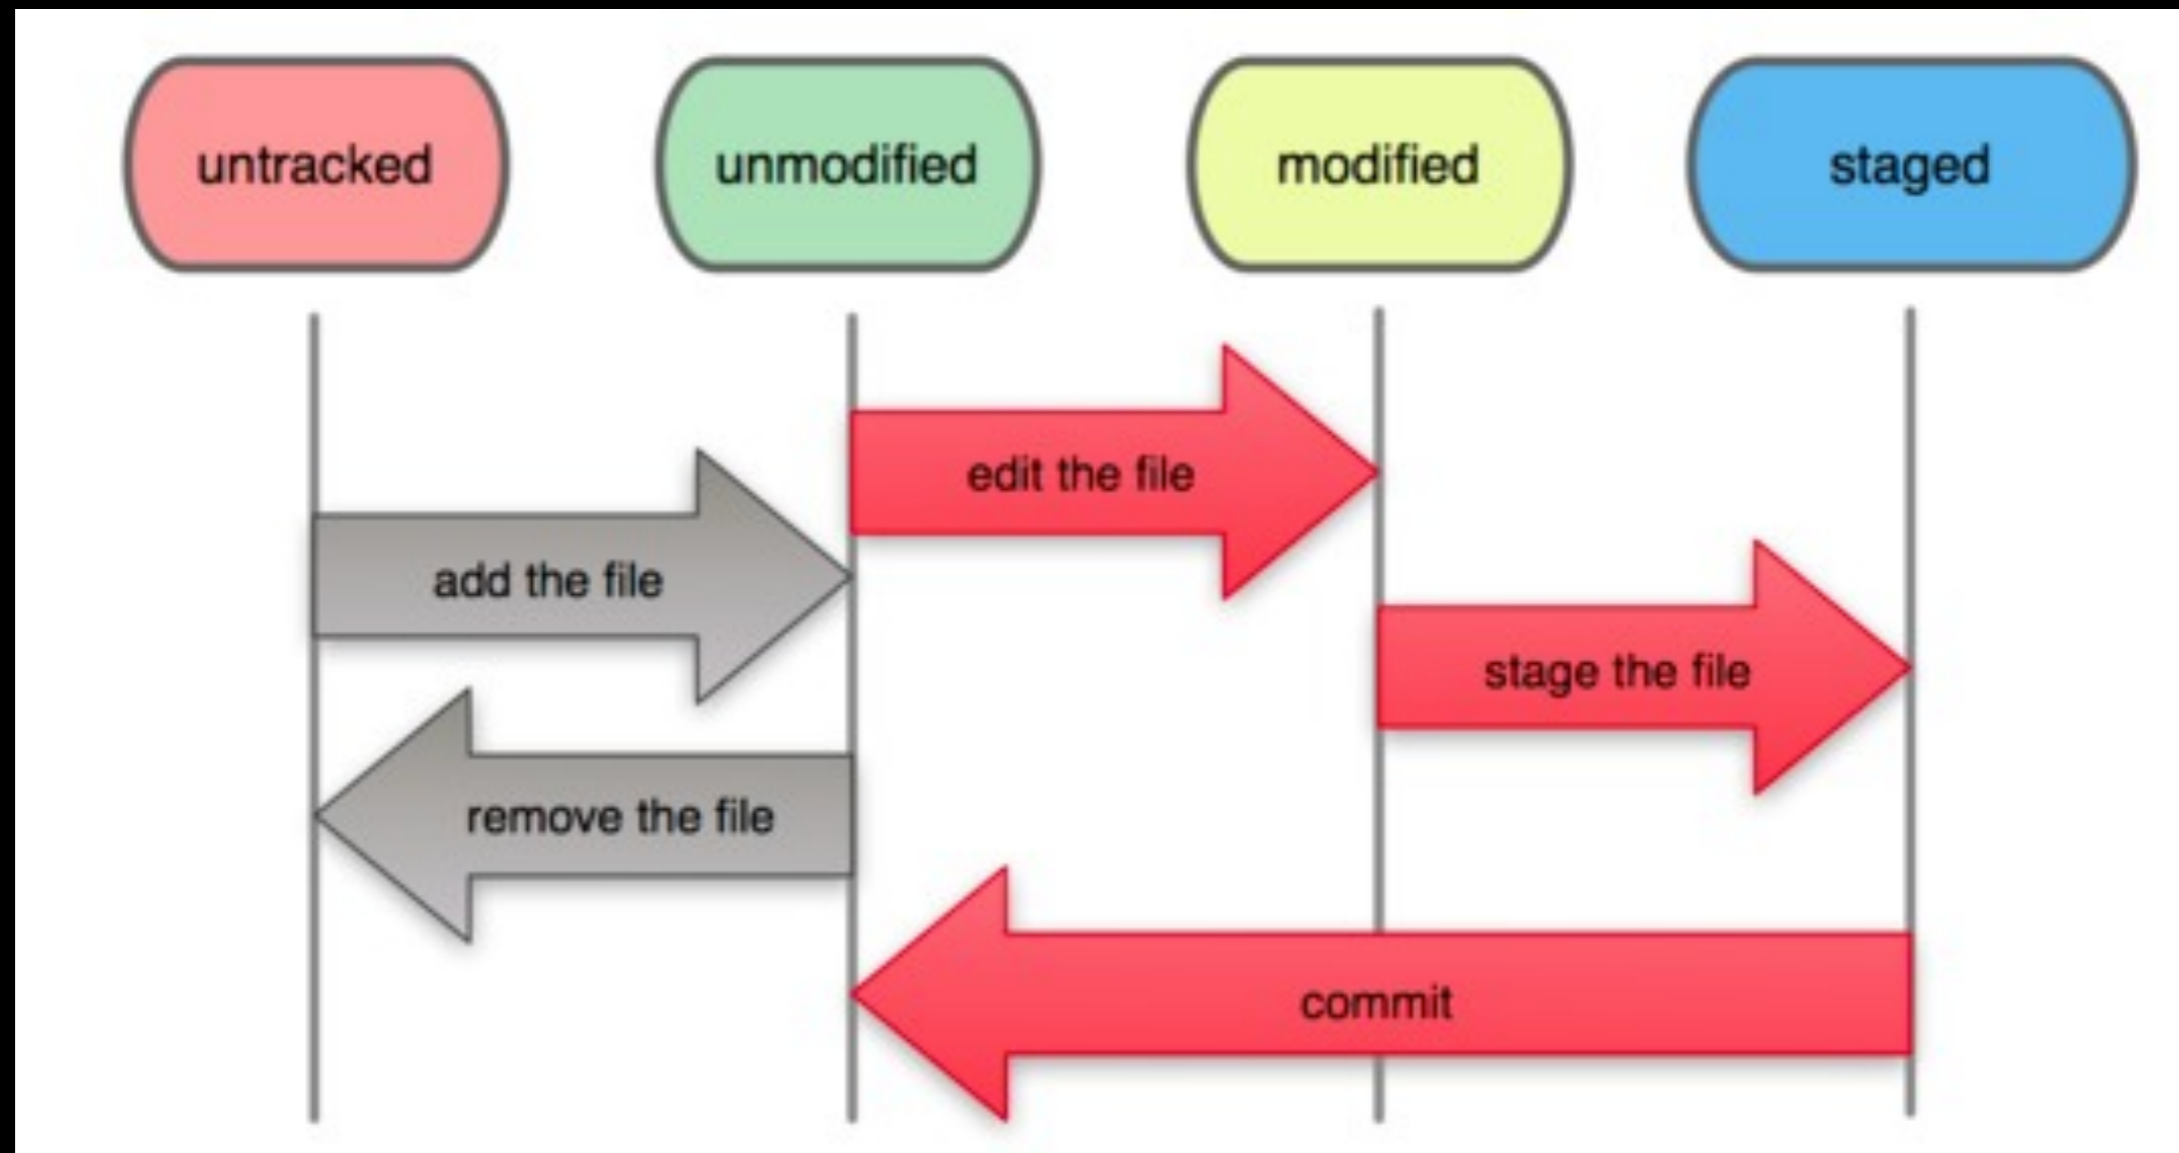 untracked
unmodified
modified
staged
edit the file
add the file
stage the file
remove the file
commit